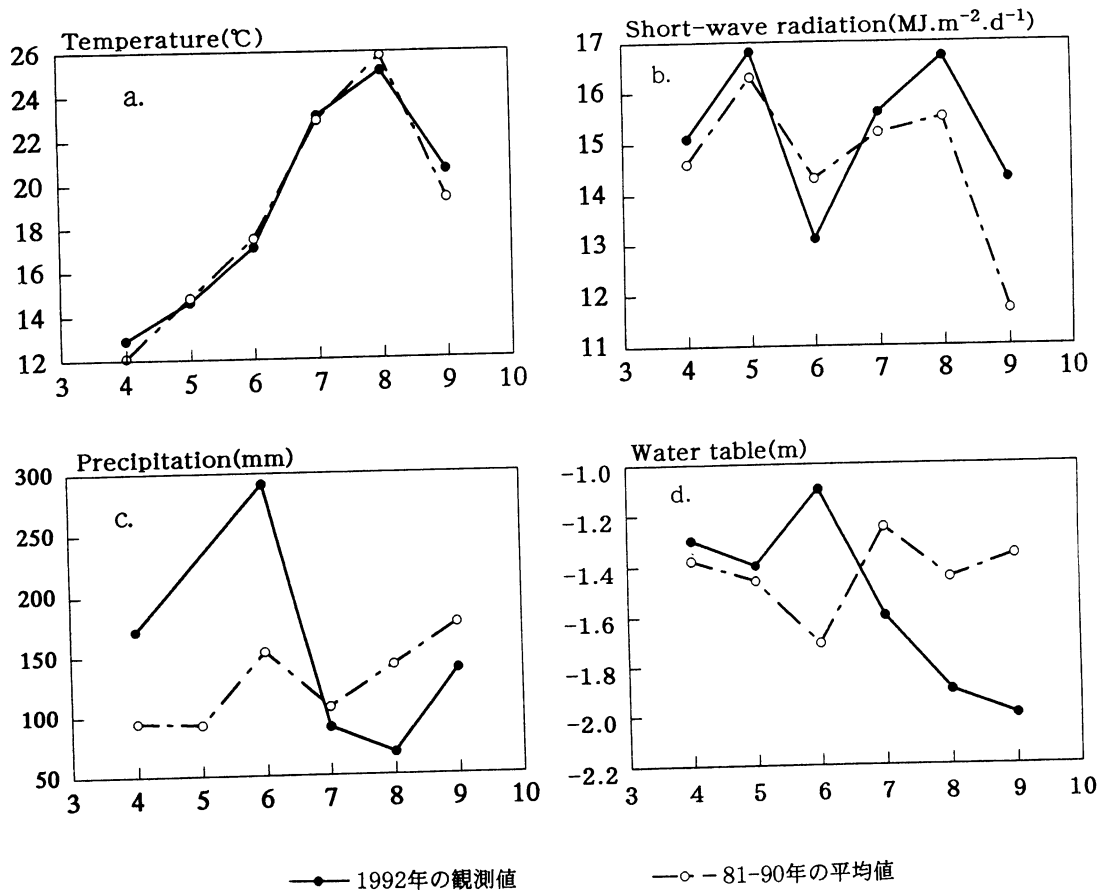 Temperature(℃)
a.
26
24
22
20
18
16
14
12
3 4 5 6 7 8 9 10
Short-wave radiation(MJ.m⁻².d⁻¹)
b.
17
16
15
14
13
12
11
3 4 5 6 7 8 9 10
Precipitation(mm)
c.
300
250
200
150
100
50
3 4 5 6 7 8 9 10
Water table(m)
d.
-1.0
-1.2
-1.4
-1.6
-1.8
-2.0
-2.2
3 4 5 6 7 8 9 10
1992年の観測値
81-90年の平均値